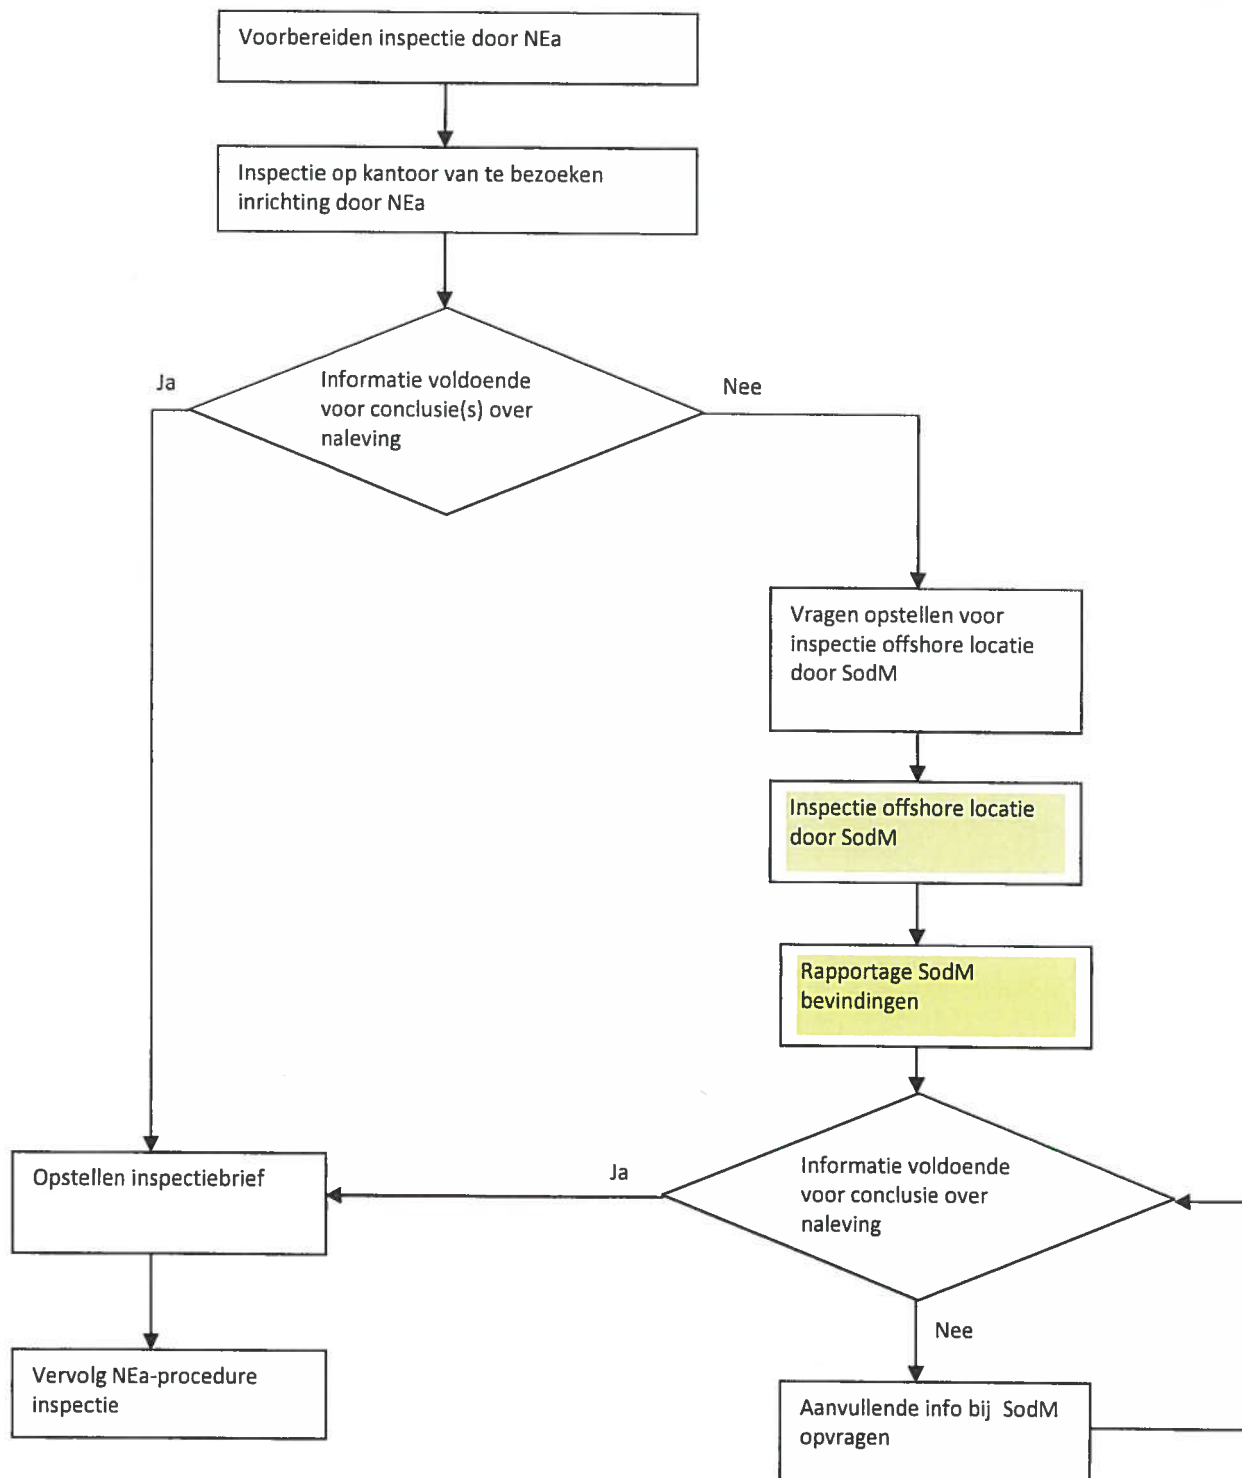 Voorbereiden inspectie door NEa
Inspectie op kantoor van te bezoeken
inrichting door NEa
Informatie voldoende
voor conclusie(s) over
naleving
Ja
Nee
Vragen opstellen voor
inspectie offshore locatie
door SodM
Inspectie offshore locatie
door SodM
Rapportage SodM
bevindingen
Informatie voldoende
voor conclusie over
naleving
Ja
Nee
Opstellen inspectiebrief
Vervolg NEa-procedure
inspectie
Aanvullende info bij SodM
opvragen